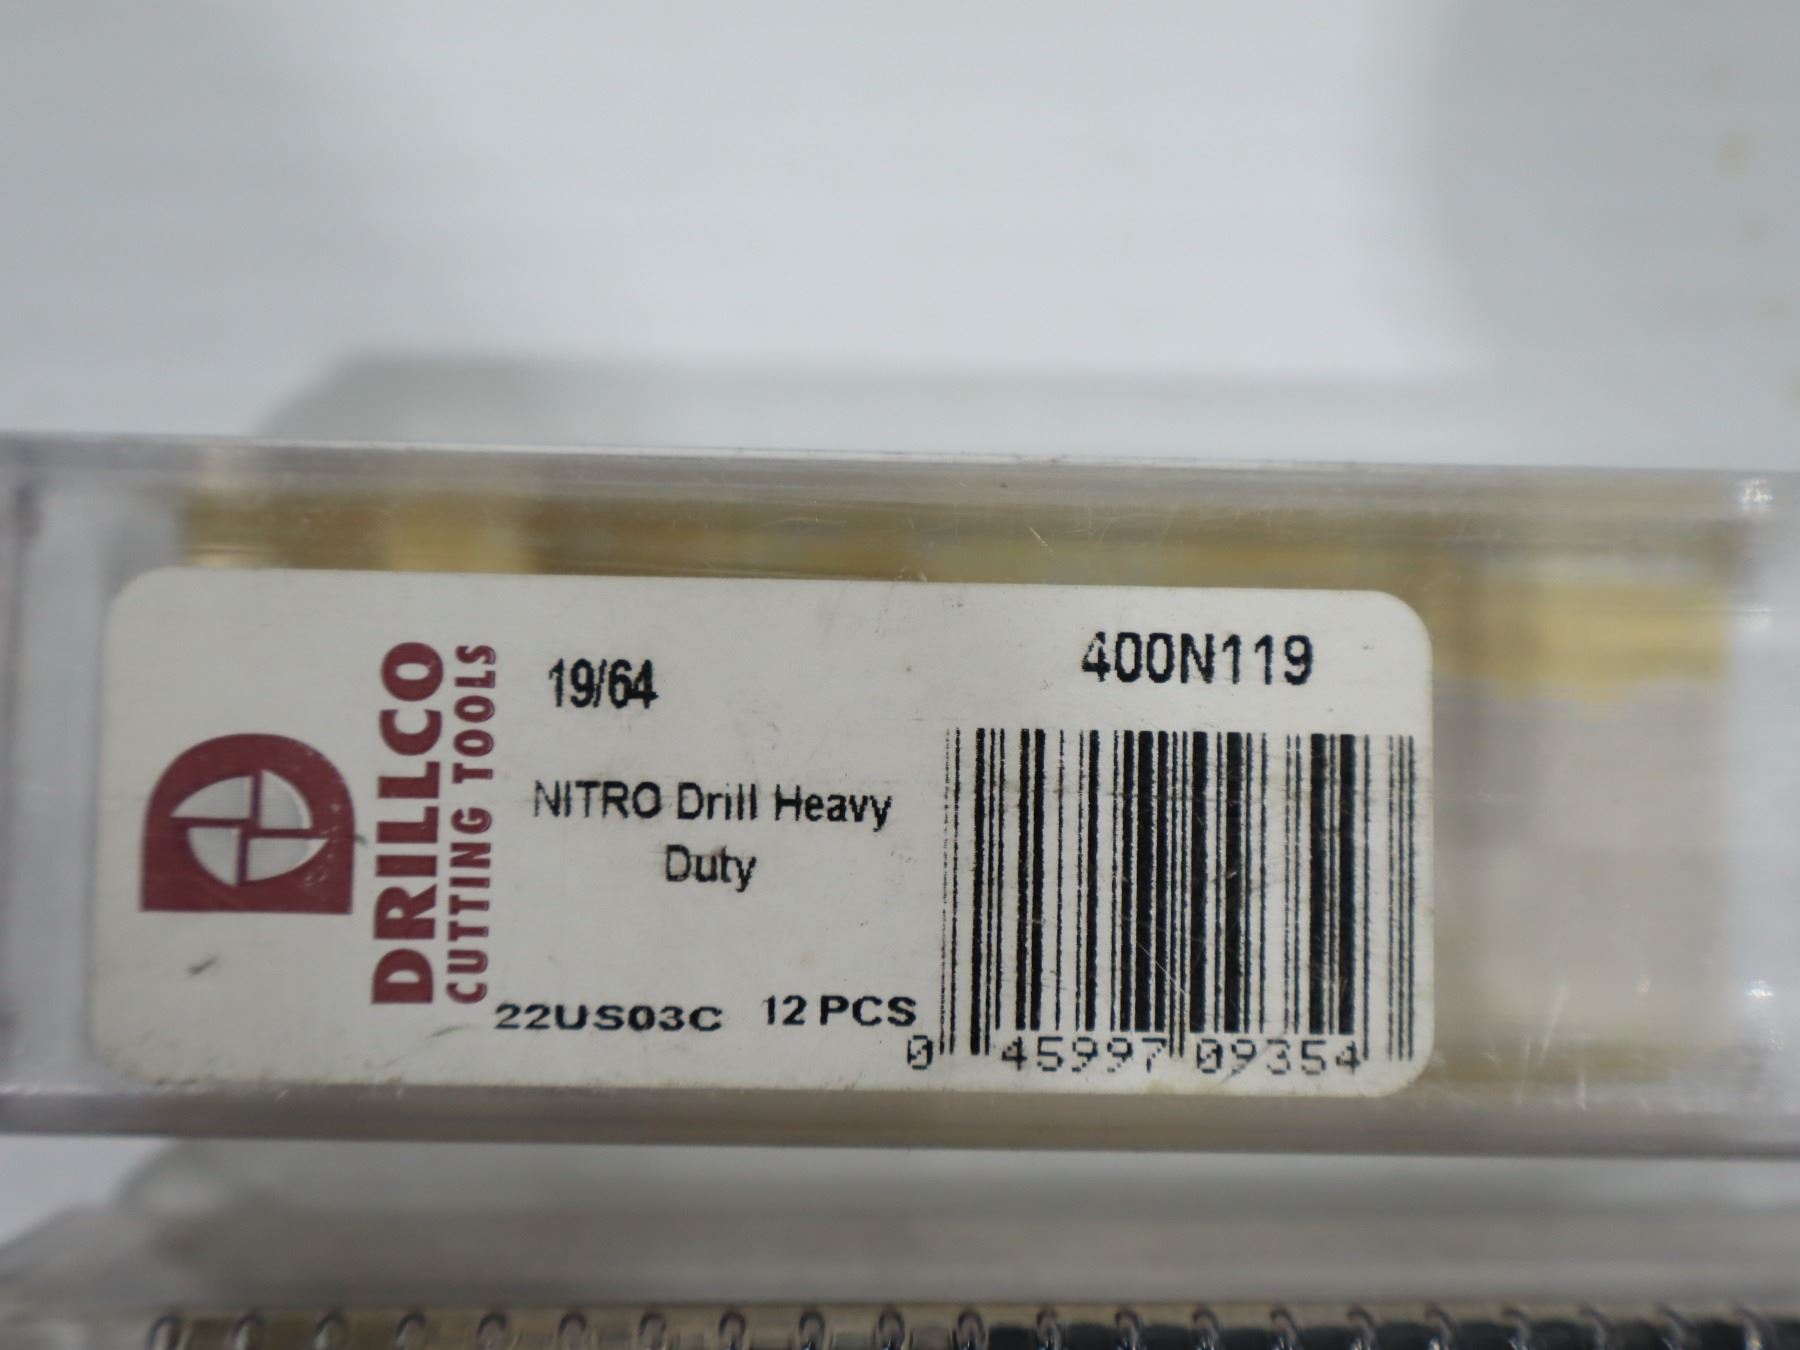 DRILLCO
CUTTING TOOLS
19/64
400N119
NITRO Drill Heavy
Duty
22US03C 12 PCS
0 45997 09354